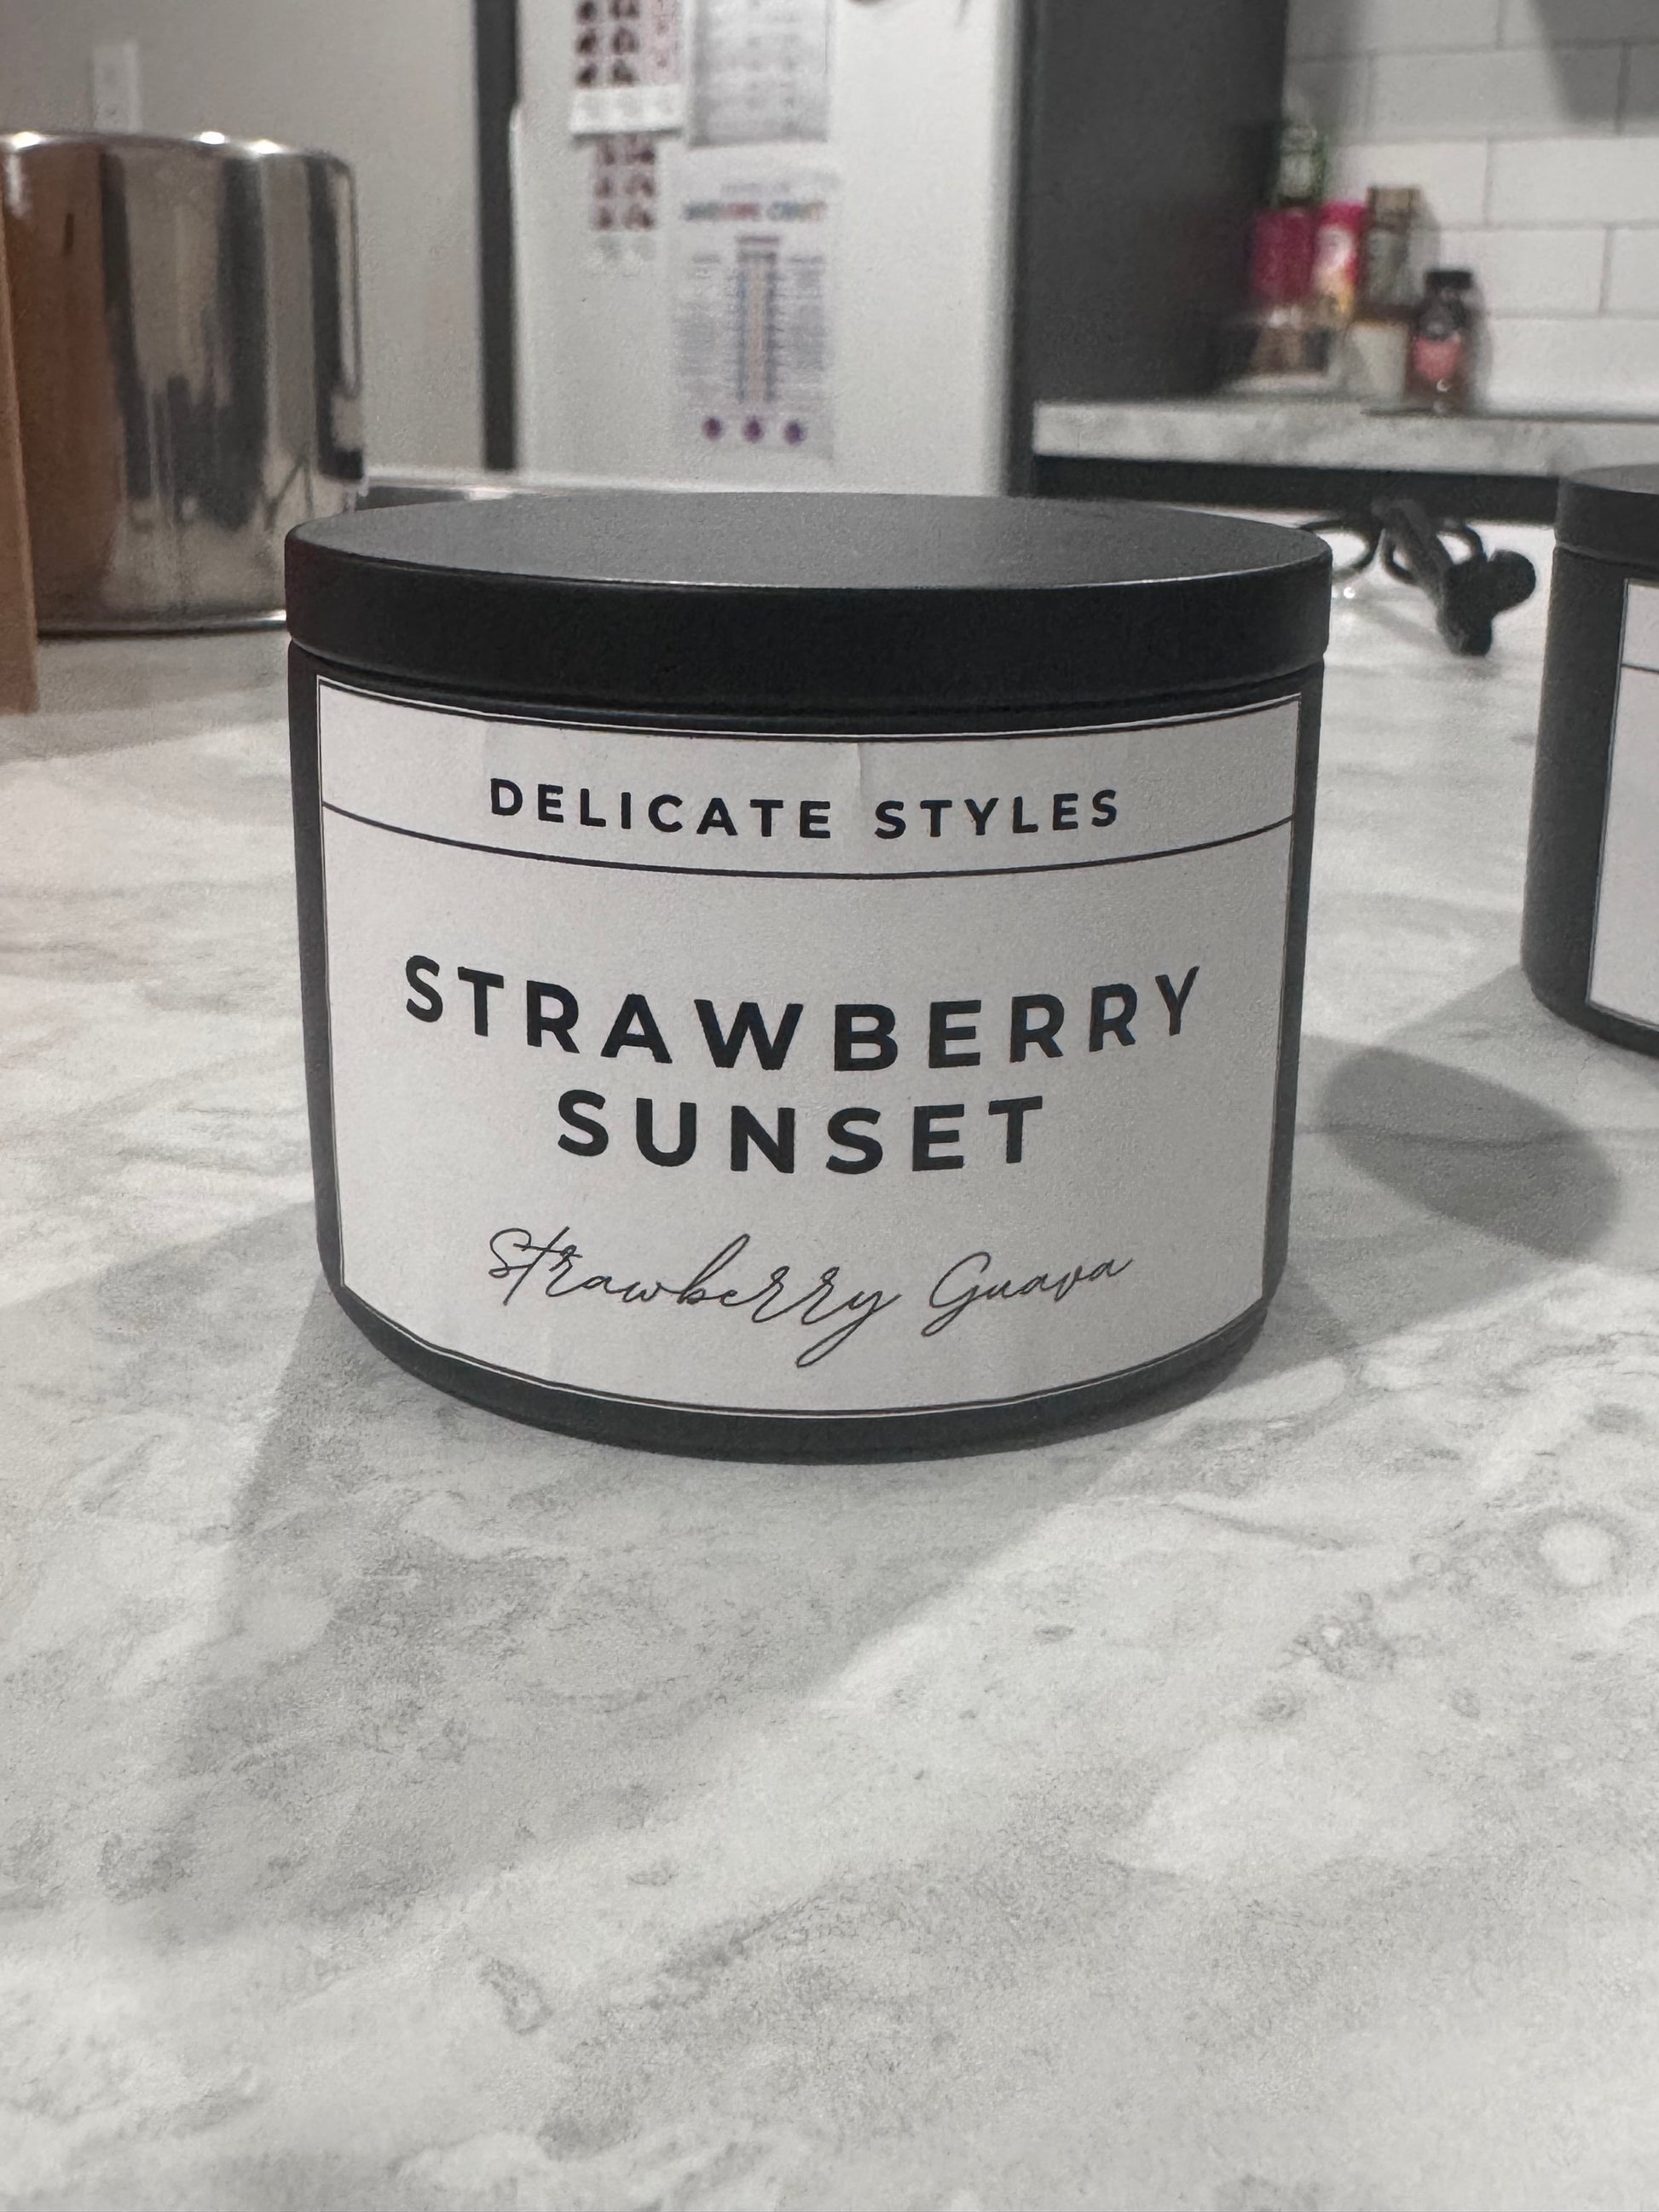 DELICATE STYLES
STRAWBERRY
SUNSET
Strawberry Guava